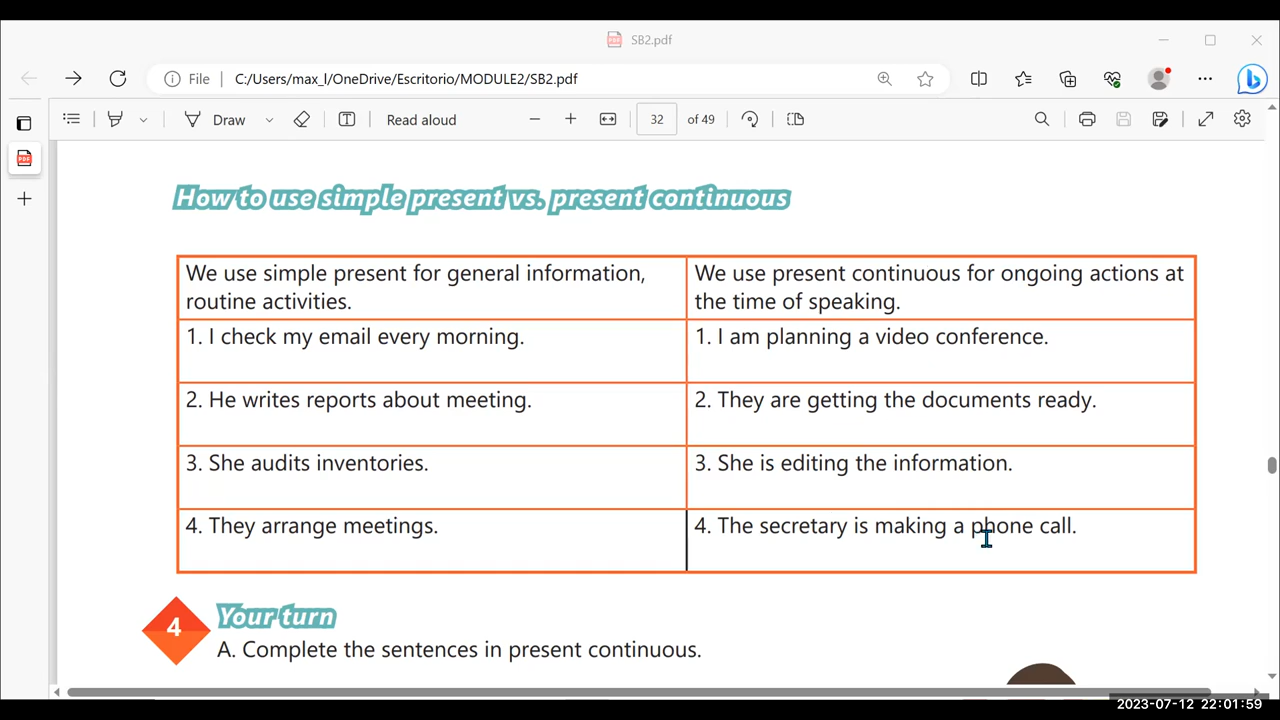 SB2.pdf
File C:/Users/max_l/OneDrive/Escritorio/MODULE2/SB2.pdf
Draw Read aloud 32 of 49
How to use simple present vs. present continuous
We use simple present for general information,
routine activities.
We use present continuous for ongoing actions at
the time of speaking.
1. I check my email every morning.
1. I am planning a video conference.
2. He writes reports about meeting.
2. They are getting the documents ready.
3. She audits inventories.
3. She is editing the information.
4. They arrange meetings.
4. The secretary is making a phone call.
4 Your turn
A. Complete the sentences in present continuous.
2023-07-12 22:01:59